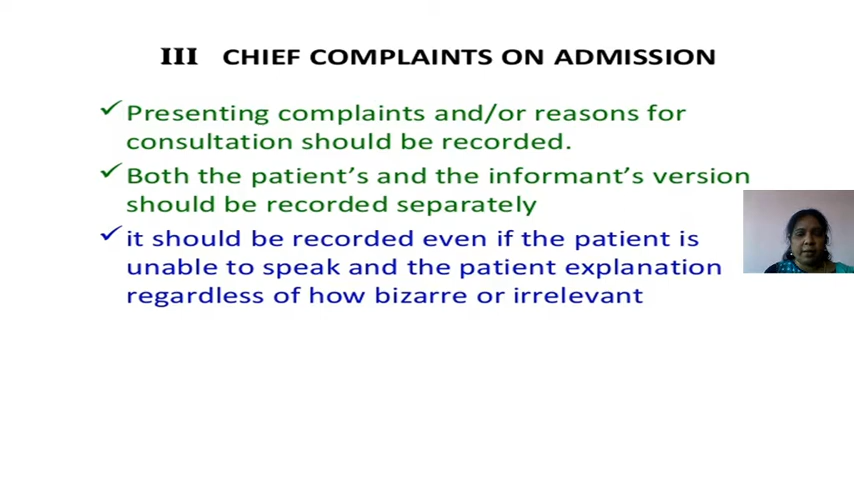 III CHIEF COMPLAINTS ON ADMISSION
✓ Presenting complaints and/or reasons for
consultation should be recorded.
✓ Both the patient's and the informant's version
should be recorded separately
✓ it should be recorded even if the patient is
unable to speak and the patient explanation
regardless of how bizarre or irrelevant